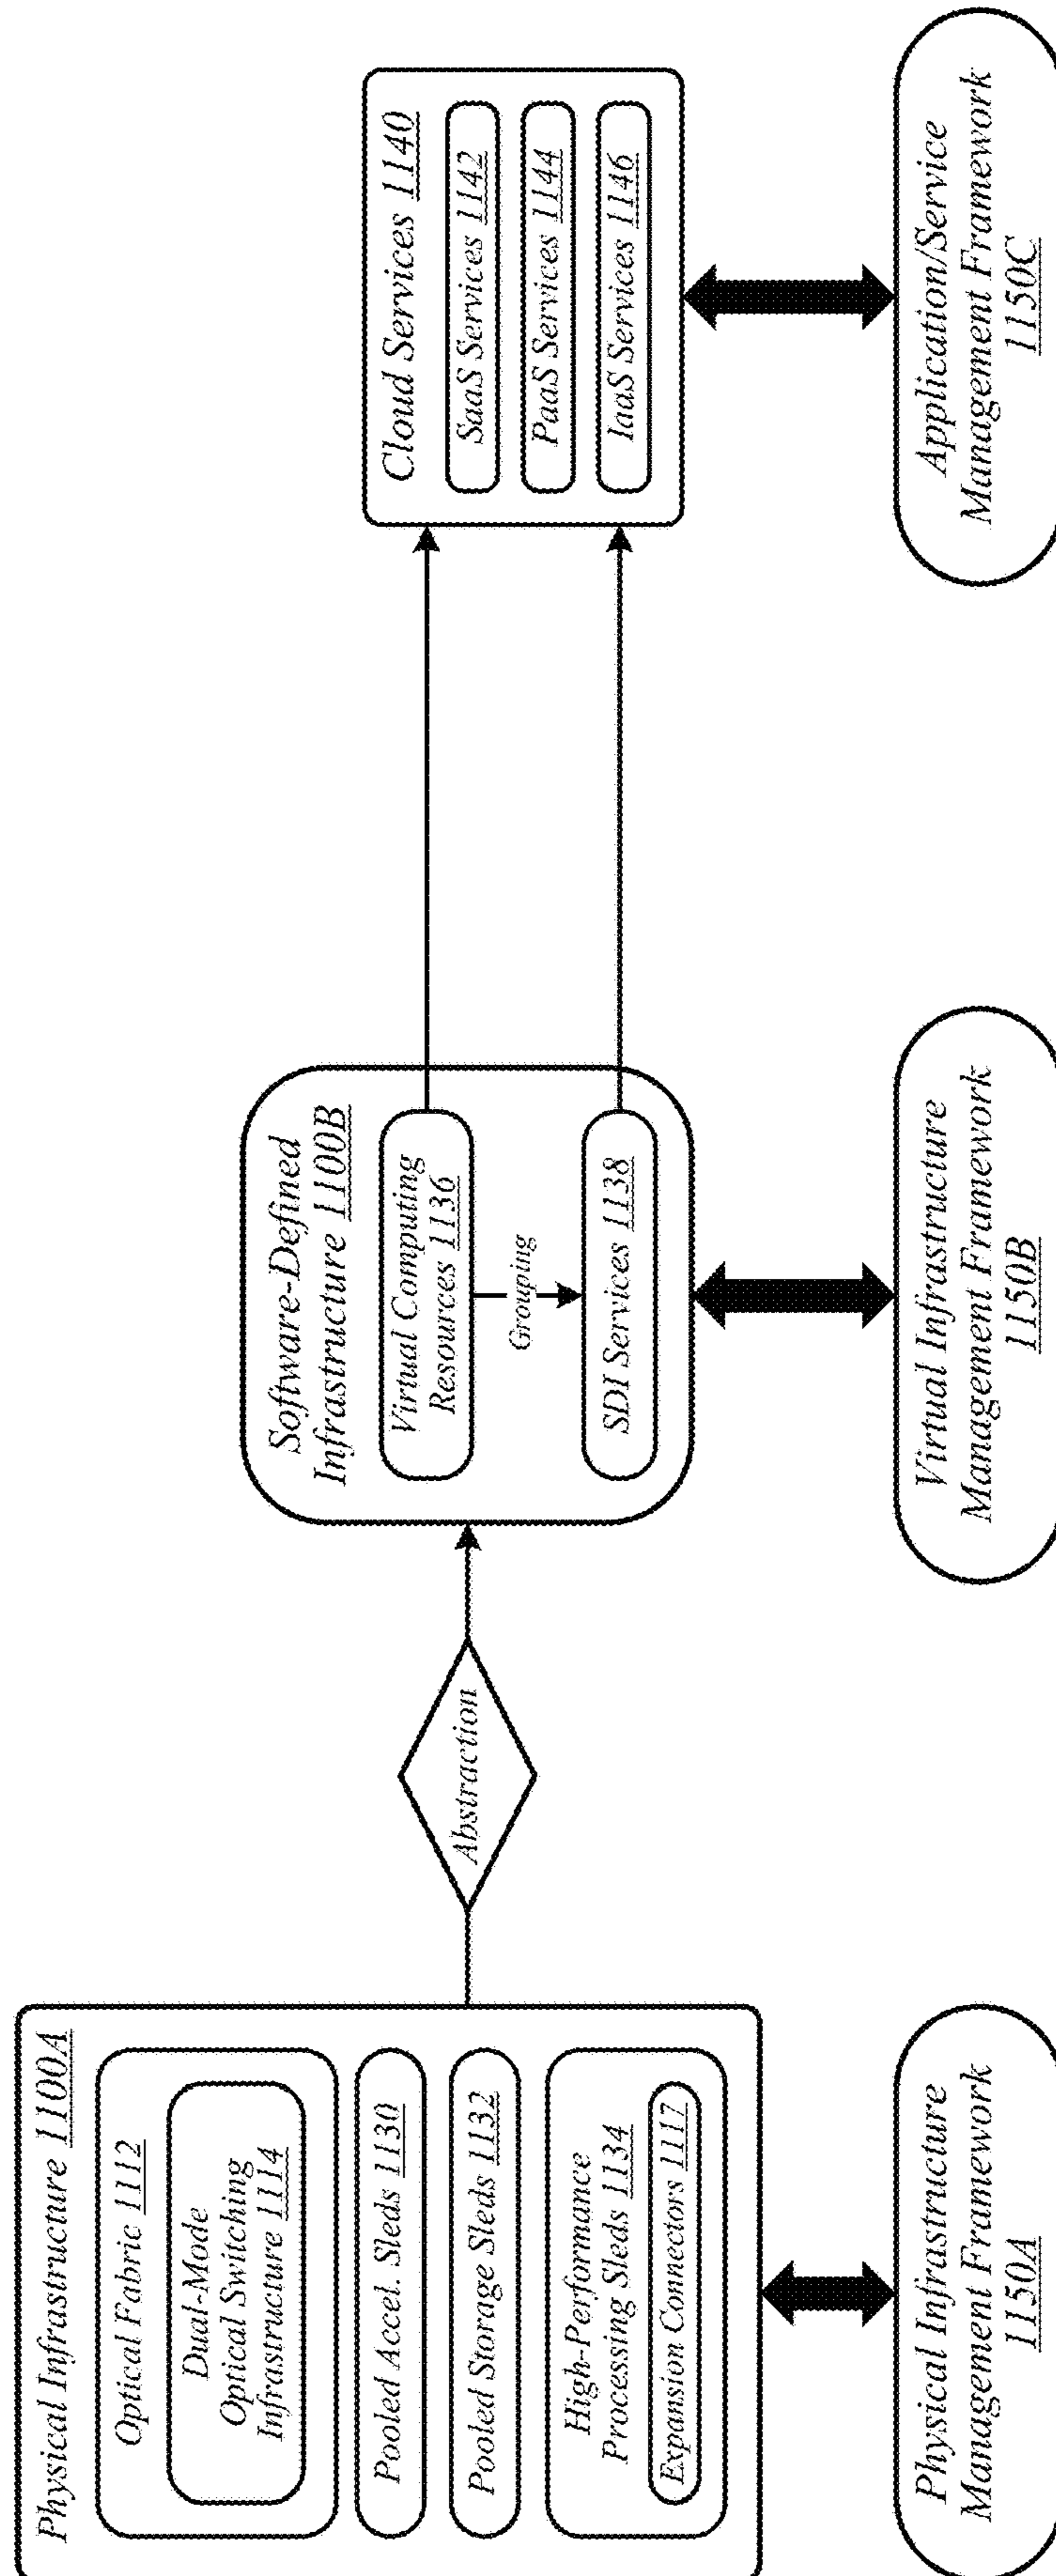 Physical Infrastructure 1100A
Optical Fabric 1112
Dual-Mode
Optical Switching
Infrastructure 1114
Pooled Accel. Sleds 1130
Pooled Storage Sleds 1132
High-Performance
Processing Sleds 1134
Expansion Connectors 1117
Physical Infrastructure
Management Framework
1150A
Abstraction
Software-Defined
Infrastructure 1100B
Virtual Computing
Resources 1136
Grouping
SDI Services 1138
Virtual Infrastructure
Management Framework
1150B
Cloud Services 1140
SaaS Services 1142
PaaS Services 1144
IaaS Services 1146
Application/Service
Management Framework
1150C